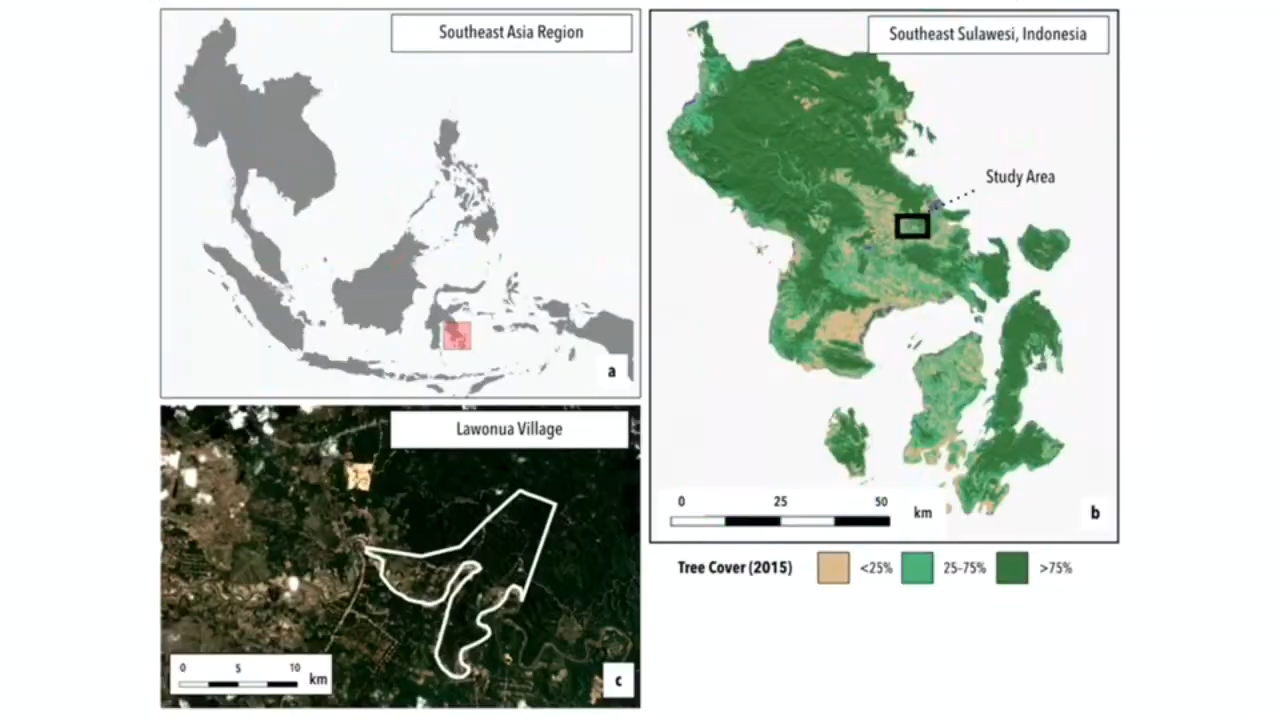 Southeast Asia Region
a
Southeast Sulawesi, Indonesia
Study Area
0 25 50 km
b
Tree Cover (2015) <25% 25-75% >75%
Lawonua Village
0 5 10 km
c